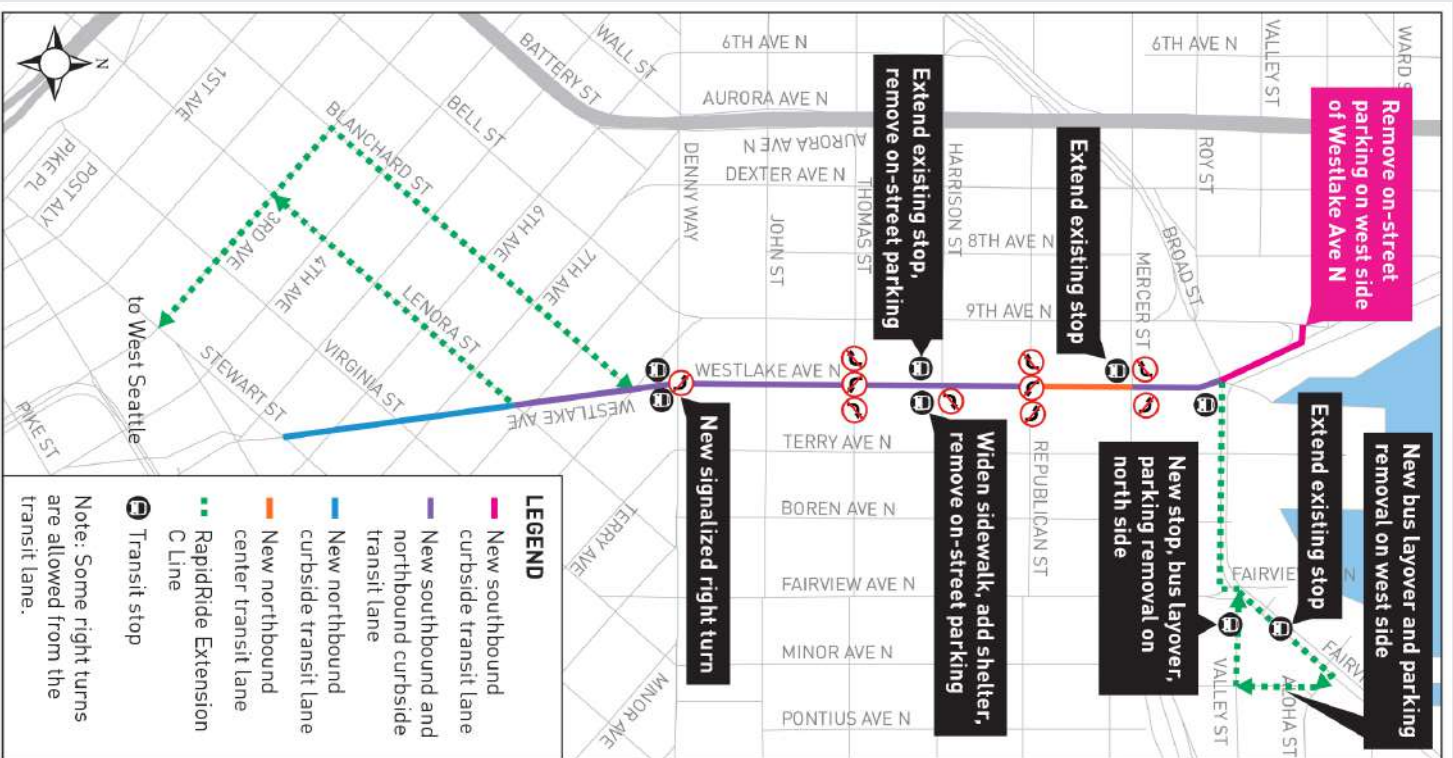 Remove on-street
parking on west side
of Westlake Ave N
Extend existing stop,
remove on-street parking
Extend existing stop
New bus layover and parking
removal on west side
Extend existing stop
New stop, bus layover,
parking removal on
north side
Widen sidewalk, add shelter,
remove on-street parking
New signalized right turn
WARD S
VALLEY ST
6TH AVE N
6TH AVE N
WALL ST
BATTERY ST
AURORA AVE N
AURORA AVE N
ROY ST
BELL ST
BLANCHARD ST
1ST AVE
POST ALY
PIKE PL
DENNY WAY
DEXTER AVE N
HARRISON ST
THOMAS ST
JOHN ST
8TH AVE N
BROAD ST
MERCER ST
9TH AVE N
3RD AVE
4TH AVE
6TH AVE
7TH AVE
LENORA ST
VIRGINIA ST
STEWART ST
PIKE ST
to West Seattle
WESTLAKE AVE N
WESTLAKE AVE
TERRY AVE N
REPUBLICAN ST
BOREN AVE N
FAIRVIEW AVE N
FAIRVIE
N
FAIRV
MINOR AVE N
PONTIUS AVE N
VALLEY ST
ALOHA ST
TERRY AVE
MINOR AVE
N
LEGEND
New southbound
curbside transit lane
New southbound and
northbound curbside
transit lane
New northbound
curbside transit lane
New northbound
center transit lane
RapidRide Extension
C Line
Transit stop
Note: Some right turns
are allowed from the
transit lane.